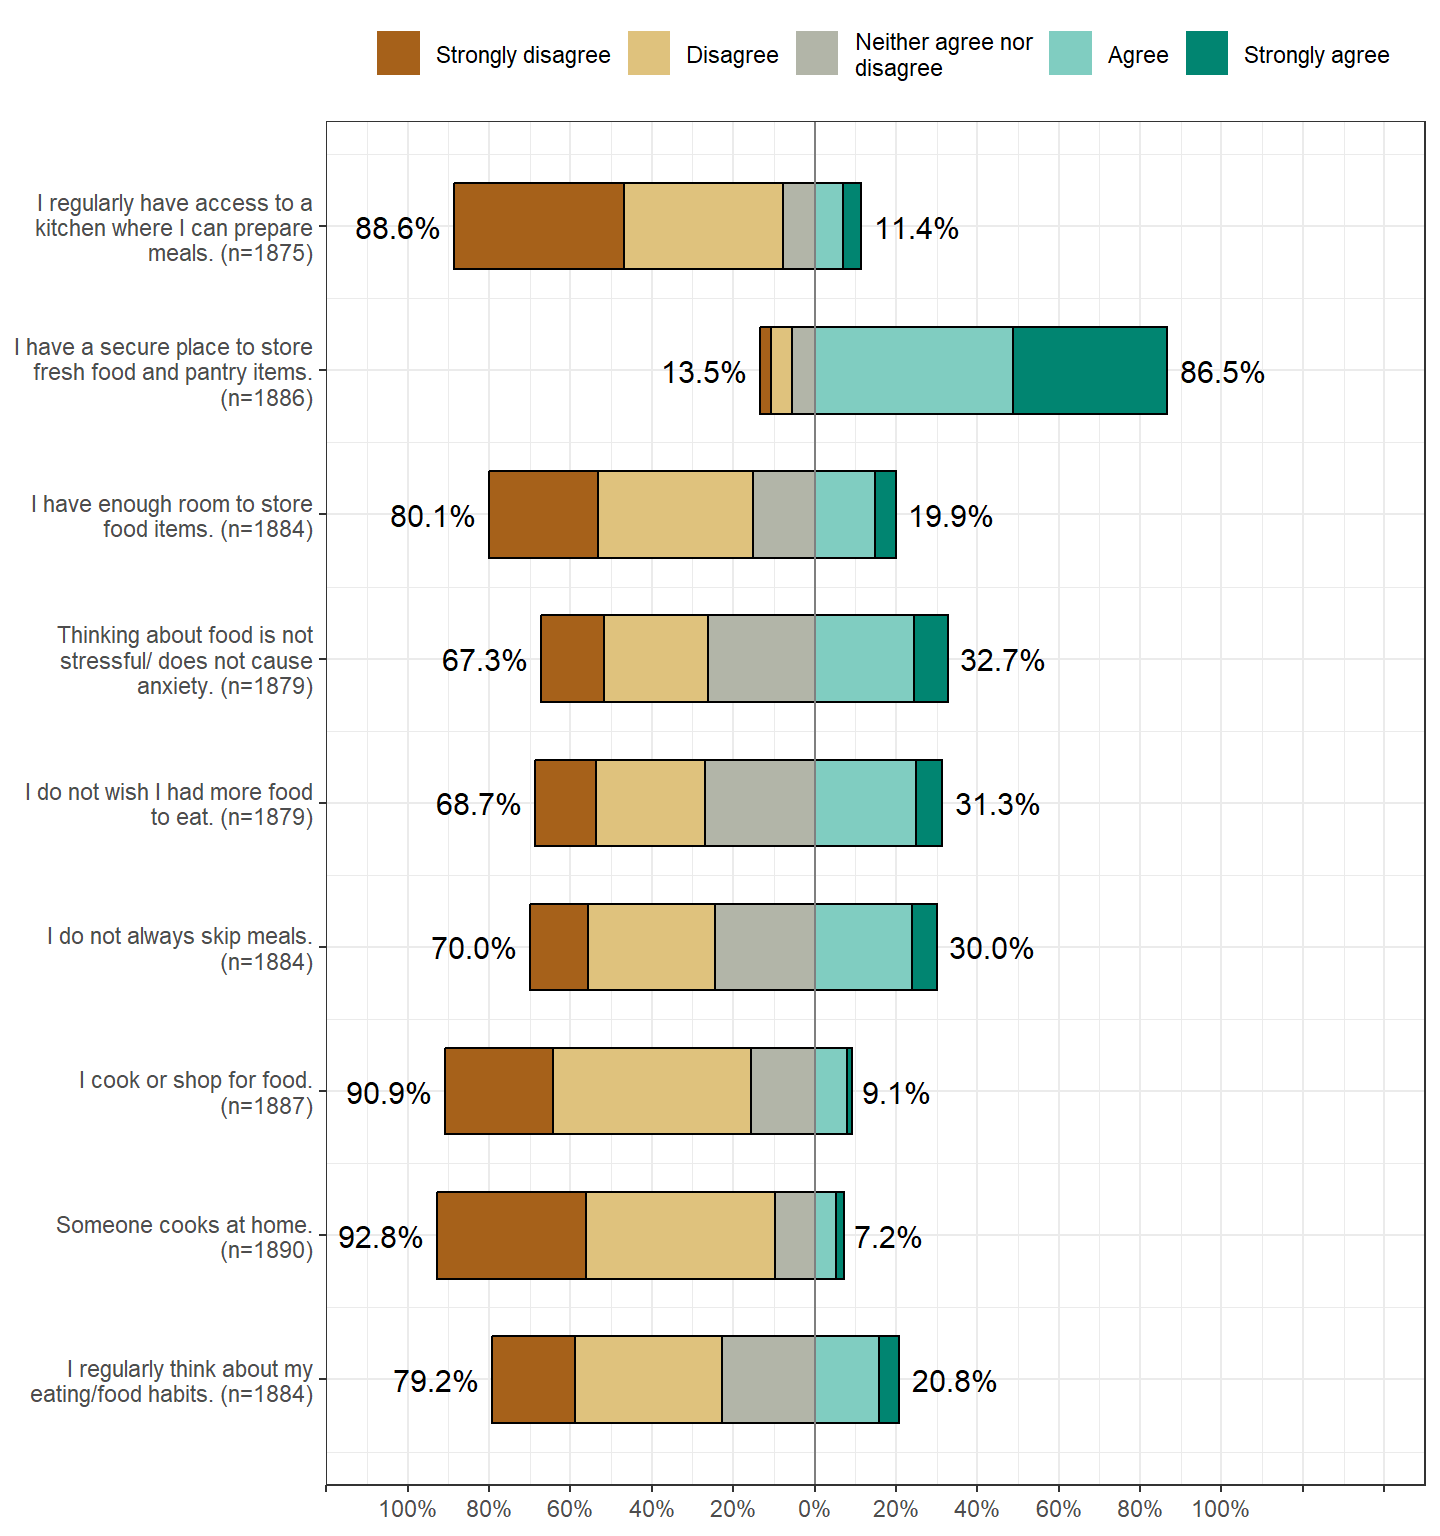 Strongly disagree
Disagree
Neither agree nor
disagree
Agree
Strongly agree
I regularly have access to a
kitchen where I can prepare
meals. (n=1875)
88.6%
11.4%
I have a secure place to store
fresh food and pantry items.
(n=1886)
13.5%
86.5%
I have enough room to store
food items. (n=1884)
80.1%
19.9%
Thinking about food is not
stressful/ does not cause
anxiety. (n=1879)
67.3%
32.7%
I do not wish I had more food
to eat. (n=1879)
68.7%
31.3%
I do not always skip meals.
(n=1884)
70.0%
30.0%
I cook or shop for food.
(n=1887)
90.9%
9.1%
Someone cooks at home.
(n=1890)
92.8%
7.2%
I regularly think about my
eating/food habits. (n=1884)
79.2%
20.8%
100% 80% 60% 40% 20% 0% 20% 40% 60% 80% 100%